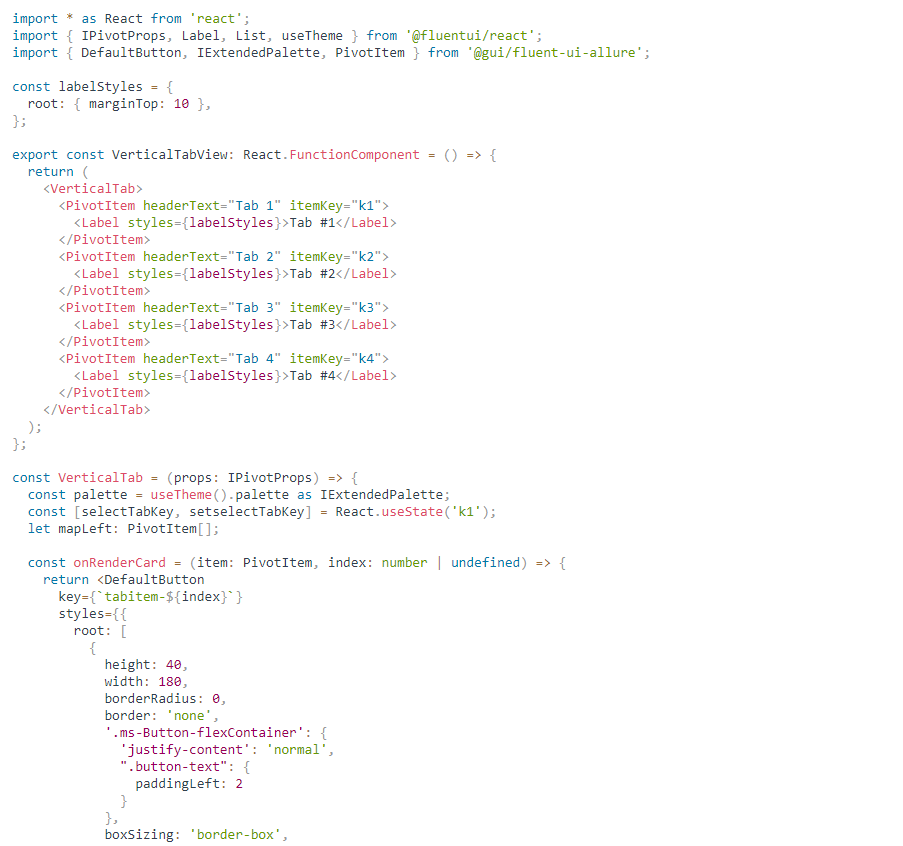 import * as React from 'react';
import { IPivotProps, Label, List, useTheme } from '@fluentui/react';
import { DefaultButton, IExtendedPalette, PivotItem } from '@gui/fluent-ui-allure';

const labelStyles = {
  root: { marginTop: 10 },
};

export const VerticalTabView: React.FunctionComponent = () => {
  return (
    <VerticalTab>
      <PivotItem headerText="Tab 1" itemKey="k1">
        <Label styles={labelStyles}>Tab #1</Label>
      </PivotItem>
      <PivotItem headerText="Tab 2" itemKey="k2">
        <Label styles={labelStyles}>Tab #2</Label>
      </PivotItem>
      <PivotItem headerText="Tab 3" itemKey="k3">
        <Label styles={labelStyles}>Tab #3</Label>
      </PivotItem>
      <PivotItem headerText="Tab 4" itemKey="k4">
        <Label styles={labelStyles}>Tab #4</Label>
      </PivotItem>
    </VerticalTab>
  );
};

const VerticalTab = (props: IPivotProps) => {
  const palette = useTheme().palette as IExtendedPalette;
  const [selectTabKey, setselectTabKey] = React.useState('k1');
  let mapLeft: PivotItem[];

  const onRenderCard = (item: PivotItem, index: number | undefined) => {
    return <DefaultButton
      key={`tabitem-${index}`}
      styles={{
        root: [
          {
            height: 40,
            width: 180,
            borderRadius: 0,
            border: 'none',
            '.ms-Button-flexContainer': {
              'justify-content': 'normal',
              ".button-text": {
                paddingLeft: 2
              }
            },
            boxSizing: 'border-box',